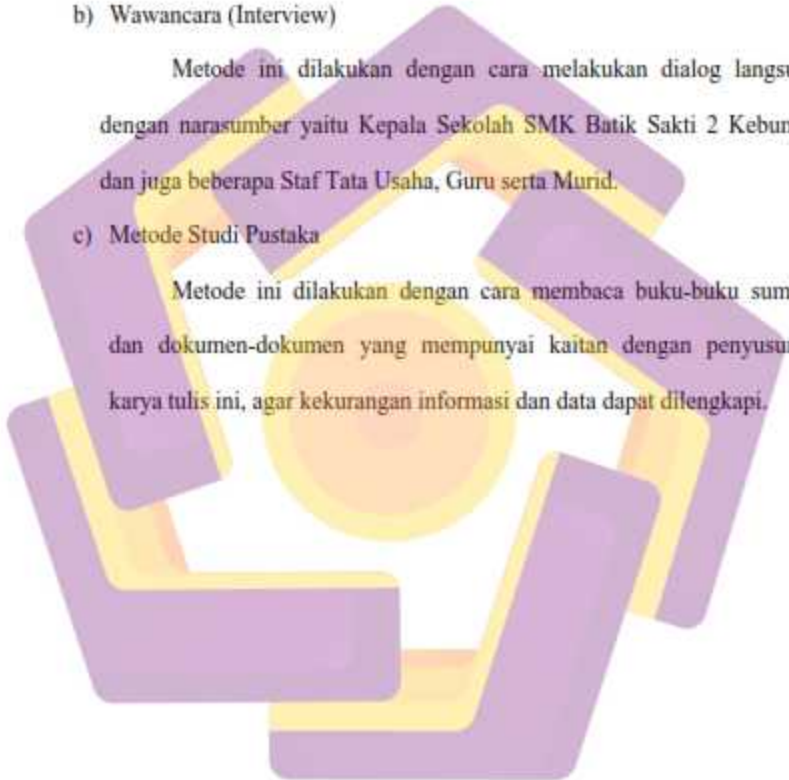 b) Wawancara (Interview)
Metode ini dilakukan dengan cara melakukan dialog langsu
dengan narasumber yaitu Kepala Sekolah SMK Batik Sakti 2 Kebun
dan juga beberapa Staf Tata Usaha, Guru serta Murid.
c) Metode Studi Pustaka
Metode ini dilakukan dengan cara membaca buku-buku sum
dan dokumen-dokumen yang mempunyai kaitan dengan penyusu
karya tulis ini, agar kekurangan informasi dan data dapat dilengkapi.